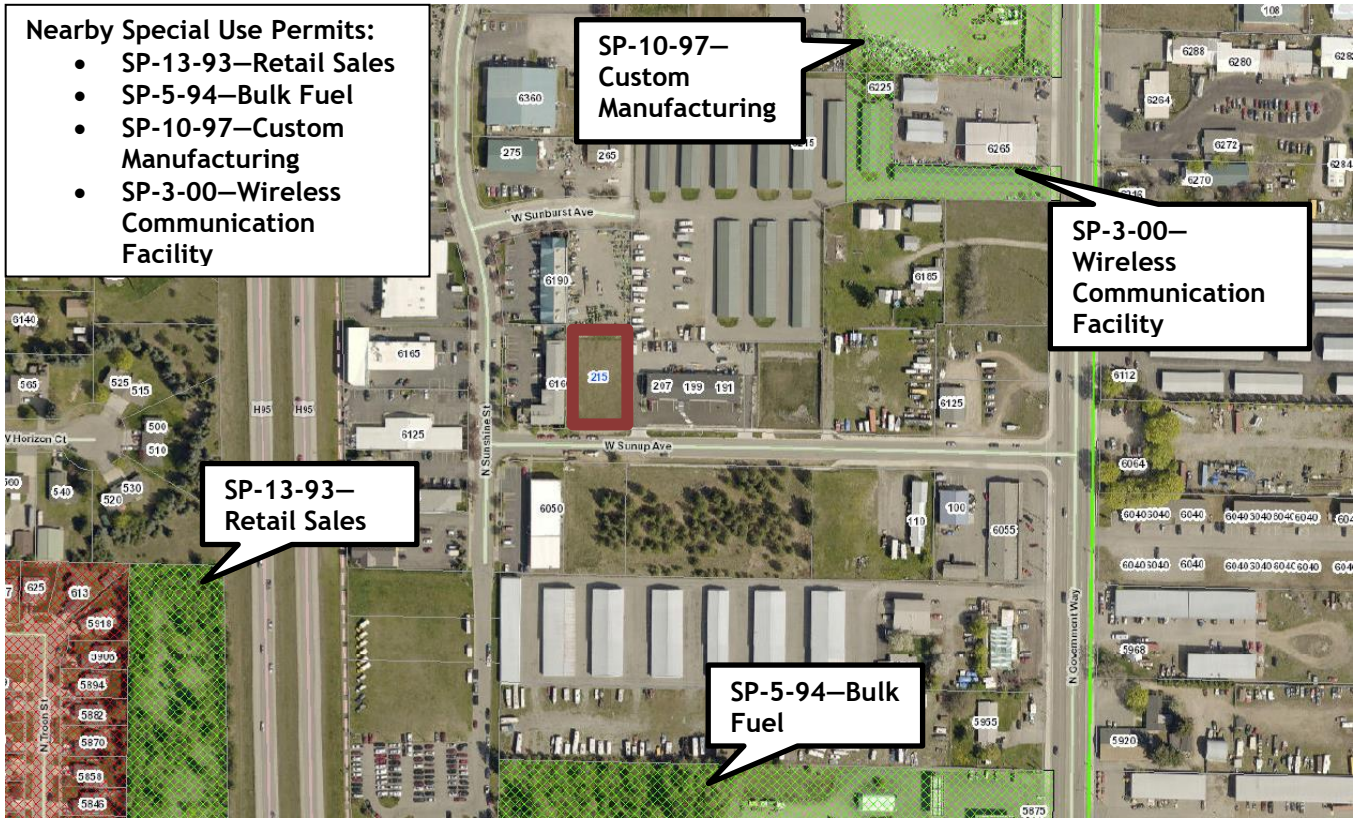 Nearby Special Use Permits:
• SP-13-93—Retail Sales
• SP-5-94—Bulk Fuel
• SP-10-97—Custom
Manufacturing
• SP-3-00—Wireless
Communication
Facility
SP-10-97—
Custom
Manufacturing
SP-3-00—
Wireless
Communication
Facility
SP-13-93—
Retail Sales
SP-5-94—Bulk
Fuel
108
6288
6280
6264
6272
6270
6360
275
265
6225
6265
W Sunburst Ave
6190
6185
6140
565
525
515
500
510
540
530
520
W Horizon Ct
H95
H95
6165
6125
N Sunshine St
215
207
199
191
6125
W Sunup Ave
6112
6064
6050
110
100
6055
6040
6040
6040
6040
6040
N Government Way
625
613
5918
5894
5882
5870
5858
5846
N Troon St
5955
5968
5920
5875